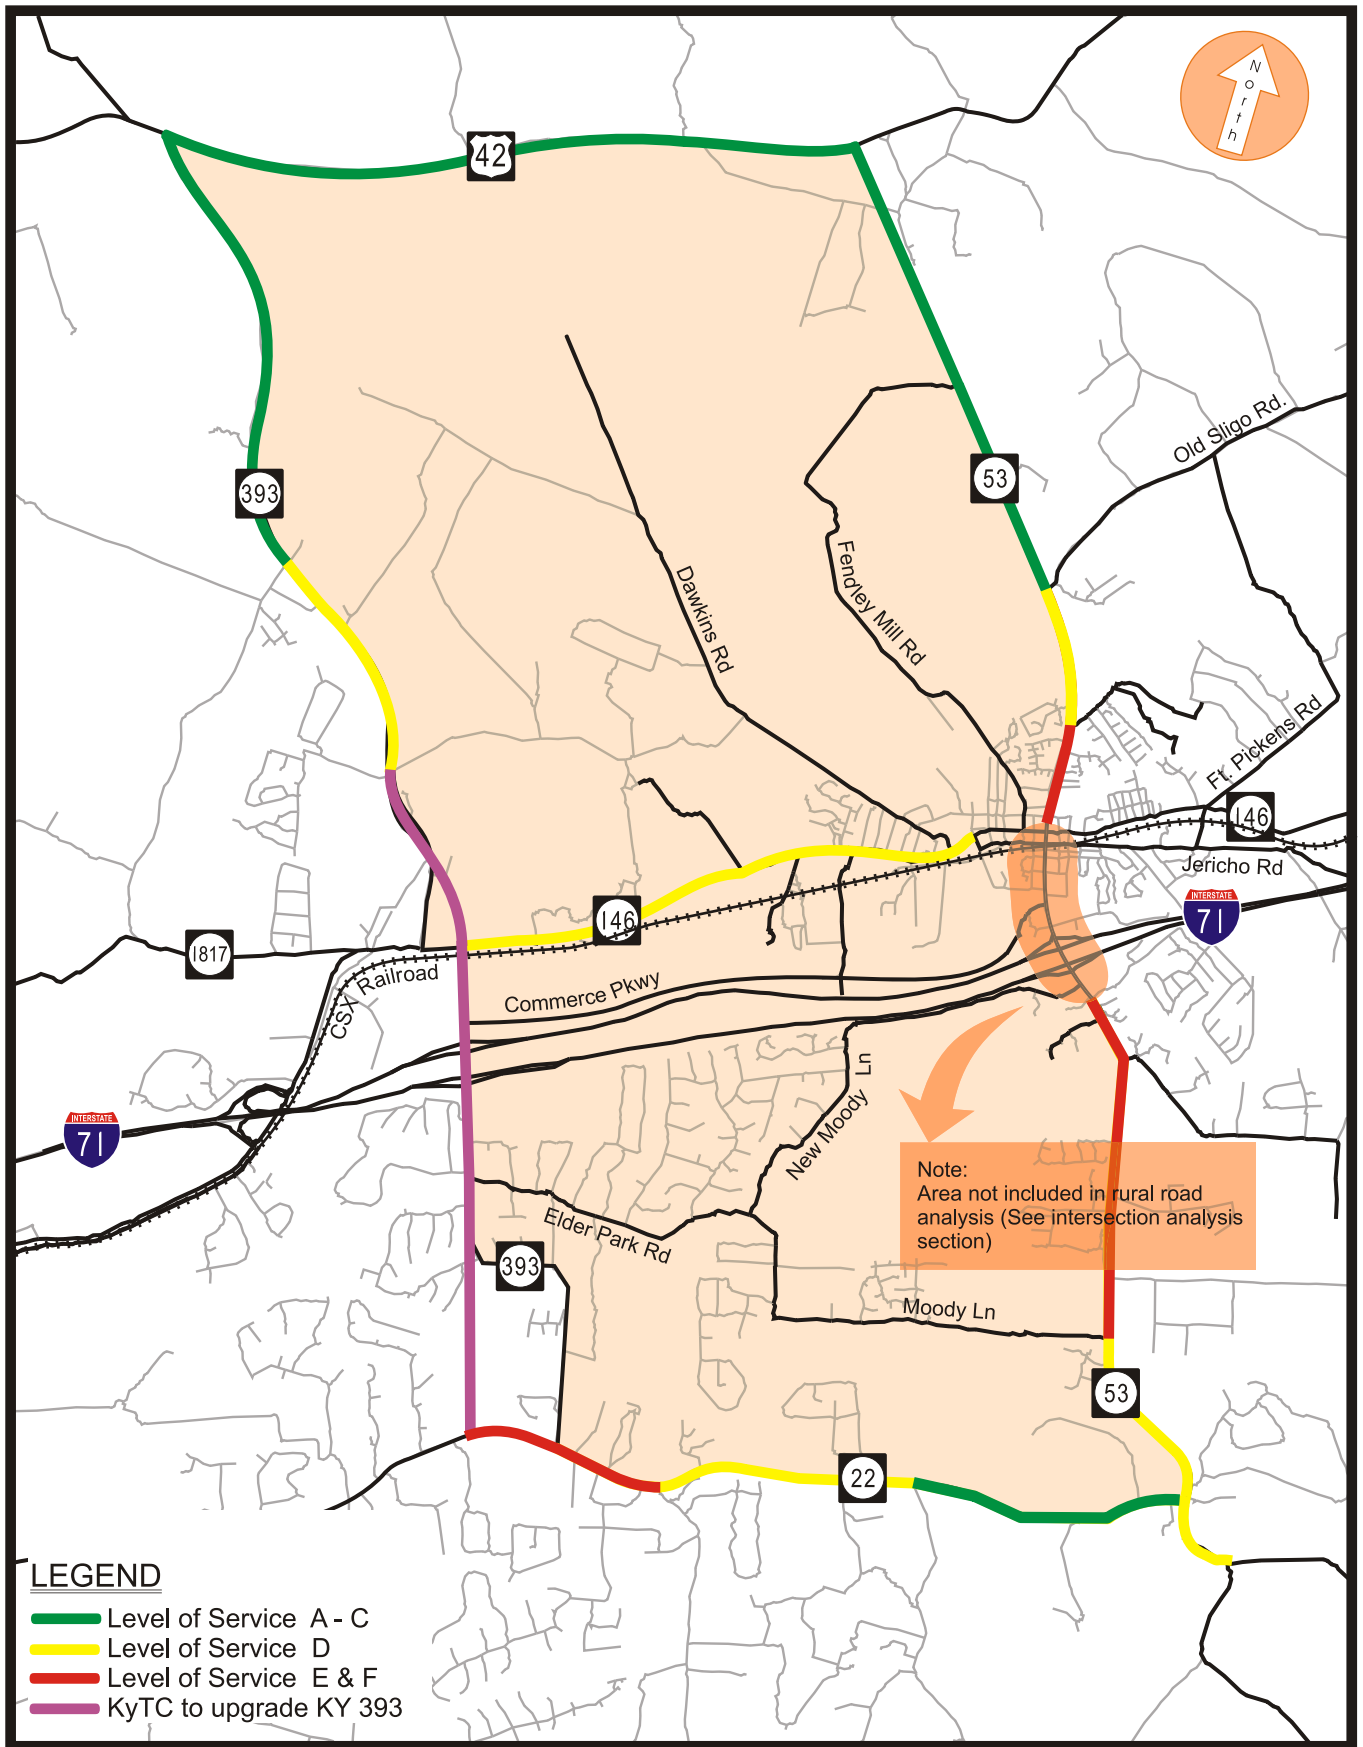 North
42
Old Sligo Rd.
53
393
Fendley Mill Rd
Dawkins Rd
Ft. Pickens Rd
146
Jericho Rd
INTERSTATE
71
146
1817
CSX Railroad
Commerce Pkwy
New Moody Ln
INTERSTATE
71
Note:
Area not included in rural road
analysis (See intersection analysis
section)
Elder Park Rd
393
Moody Ln
53
22
LEGEND
Level of Service A - C
Level of Service D
Level of Service E & F
KyTC to upgrade KY 393